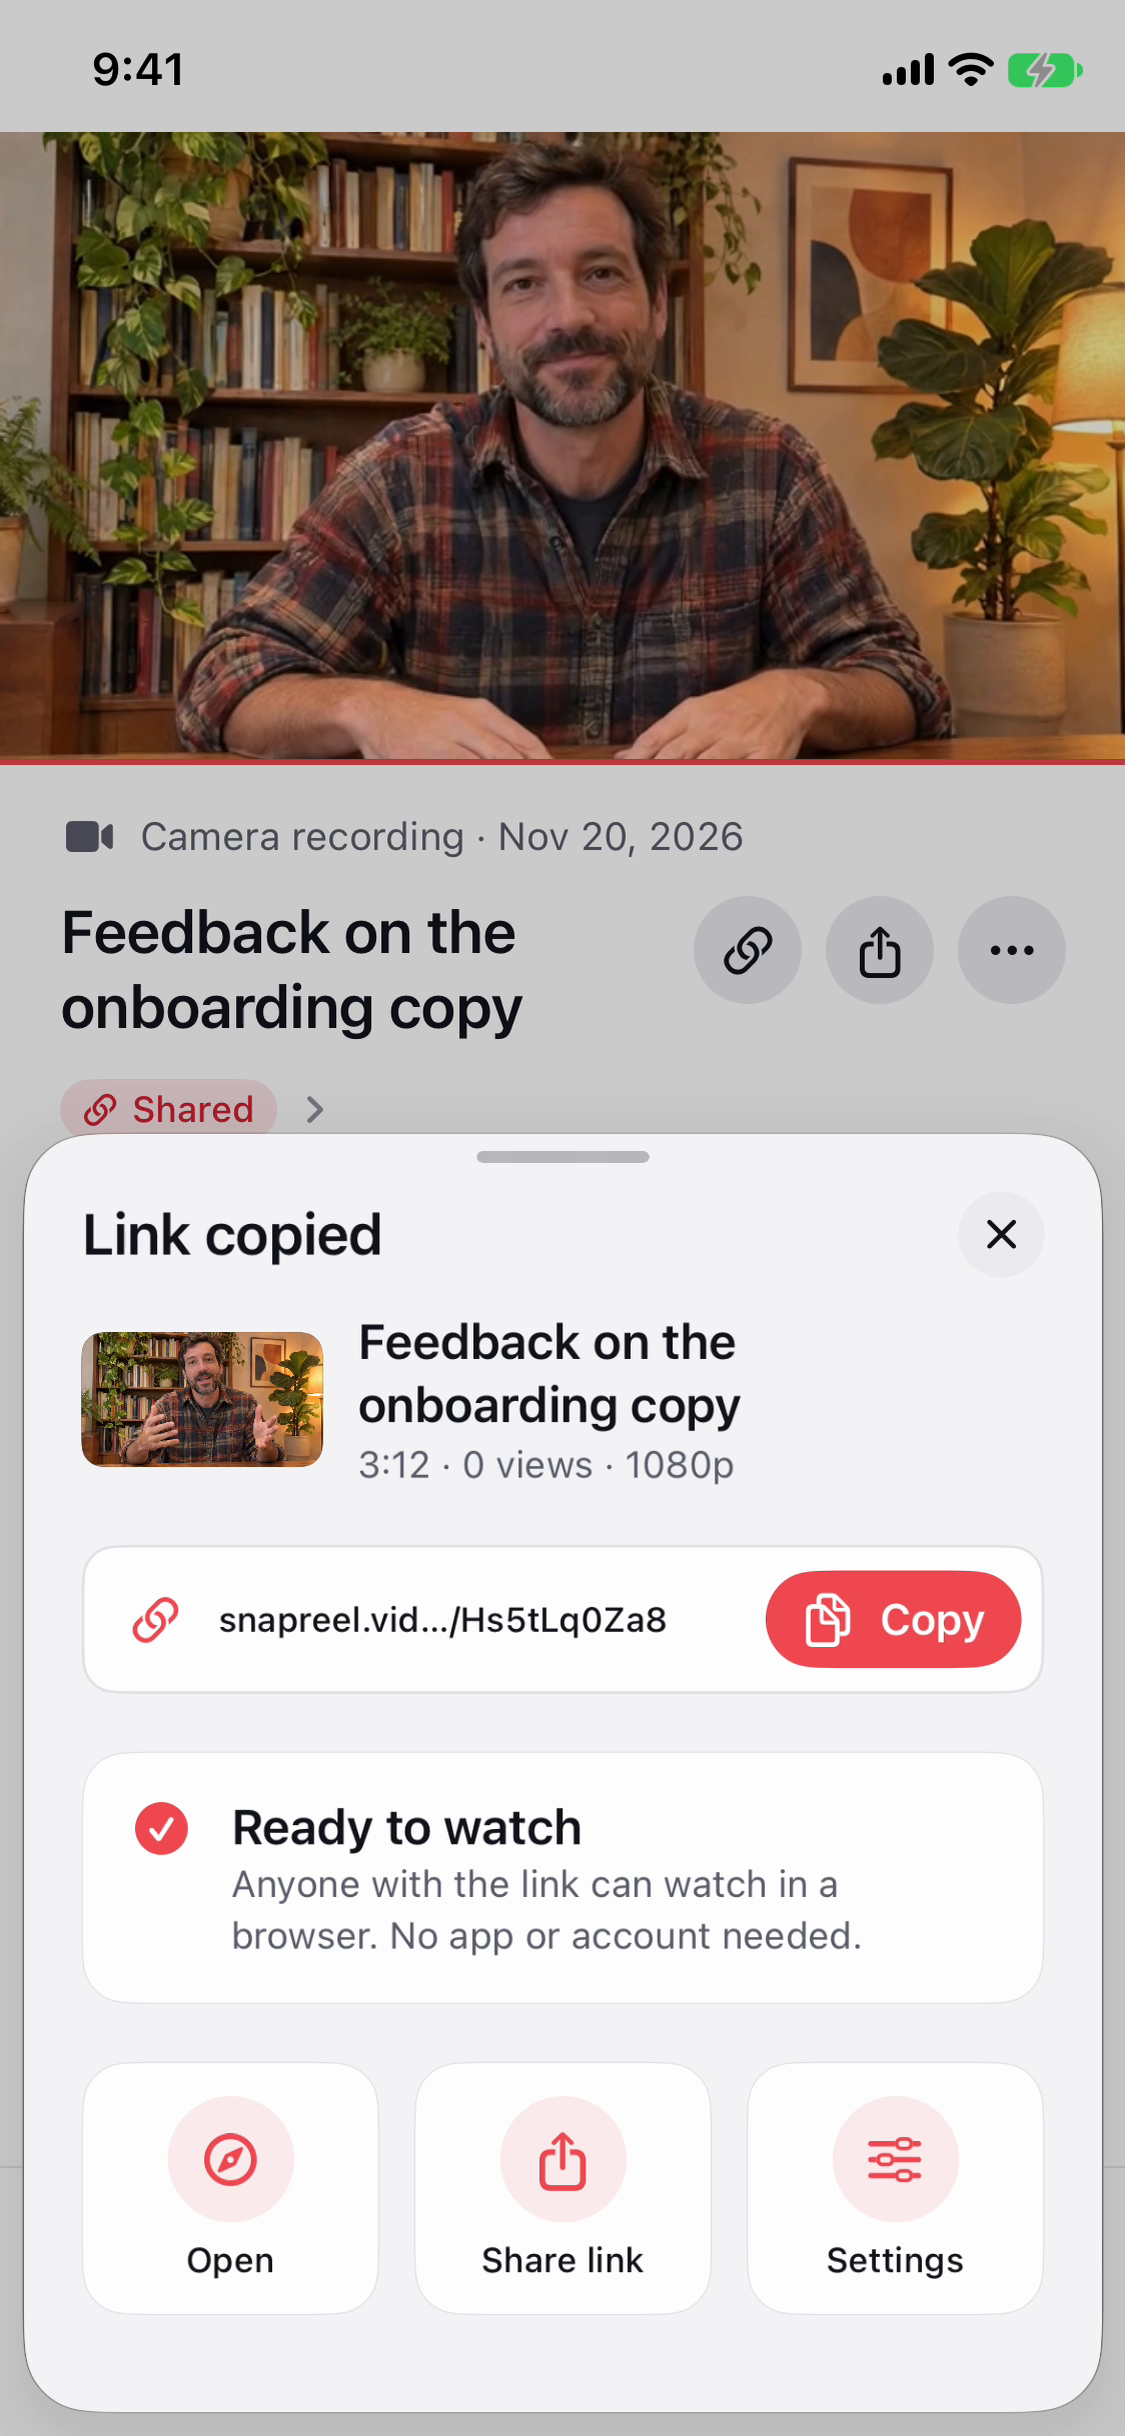 9:41
Camera recording · Nov 20, 2026
Feedback on the
onboarding copy
Shared
Link copied
Feedback on the
onboarding copy
3:12 · 0 views · 1080p
snapreel.vid.../Hs5tLq0Za8
Copy
Ready to watch
Anyone with the link can watch in a
browser. No app or account needed.
Open
Share link
Settings